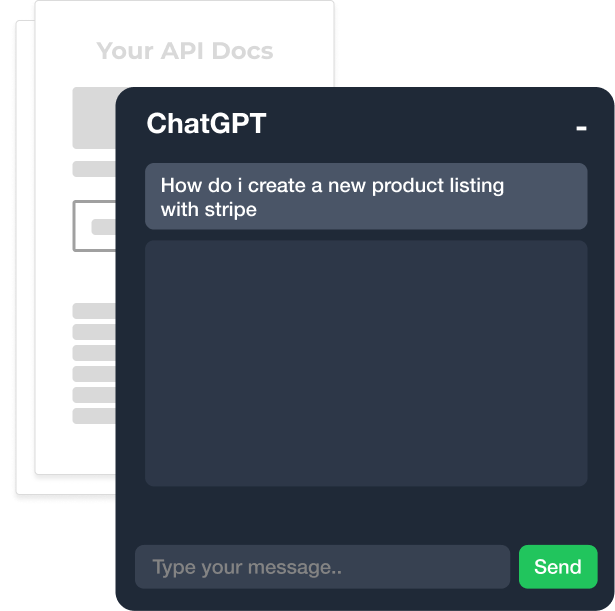 Your API Docs
ChatGPT
How do i create a new product listing
with stripe
Type your message..
Send